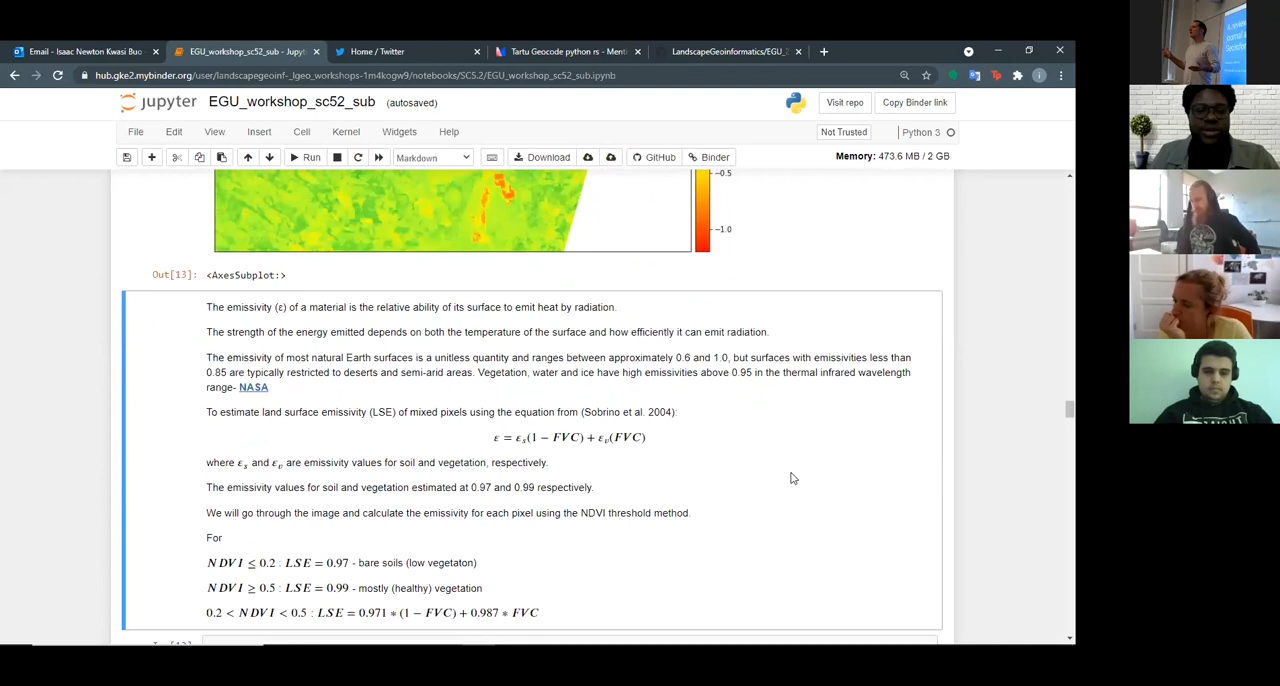 Email - Isaac Newton Kwasi Buo
EGU_workshop_sc52_sub - Jupyt
Home / Twitter
Tartu Geocode python rs - Menti
LandscapeGeoinformatics/EGU_2
hub.gke2.mybinder.org/user/landscapegeoinf-_lgeo_workshops-1m4kogw9/notebooks/SC5.2/EGU_workshop_sc52_sub.ipynb
jupyter EGU_workshop_sc52_sub (autosaved)
Visit repo Copy Binder link
File Edit View Insert Cell Kernel Widgets Help
Not Trusted Python 3
Run Markdown Download GitHub Binder Memory: 473.6 MB / 2 GB
−0.5
−1.0
Out[13]: <AxesSubplot:>
The emissivity (ε) of a material is the relative ability of its surface to emit heat by radiation.
The strength of the energy emitted depends on both the temperature of the surface and how efficiently it can emit radiation.
The emissivity of most natural Earth surfaces is a unitless quantity and ranges between approximately 0.6 and 1.0, but surfaces with emissivities less than
0.85 are typically restricted to deserts and semi-arid areas. Vegetation, water and ice have high emissivities above 0.95 in the thermal infrared wavelength
range- NASA
To estimate land surface emissivity (LSE) of mixed pixels using the equation from (Sobrino et al. 2004):
ε = εs(1 − FVC) + εv(FVC)
where εs and εv are emissivity values for soil and vegetation, respectively.
The emissivity values for soil and vegetation estimated at 0.97 and 0.99 respectively.
We will go through the image and calculate the emissivity for each pixel using the NDVI threshold method.
For
NDVI ≤ 0.2 : LSE = 0.97 - bare soils (low vegetaton)
NDVI ≥ 0.5 : LSE = 0.99 - mostly (healthy) vegetation
0.2 < NDVI < 0.5 : LSE = 0.971 ∗ (1 − FVC) + 0.987 ∗ FVC